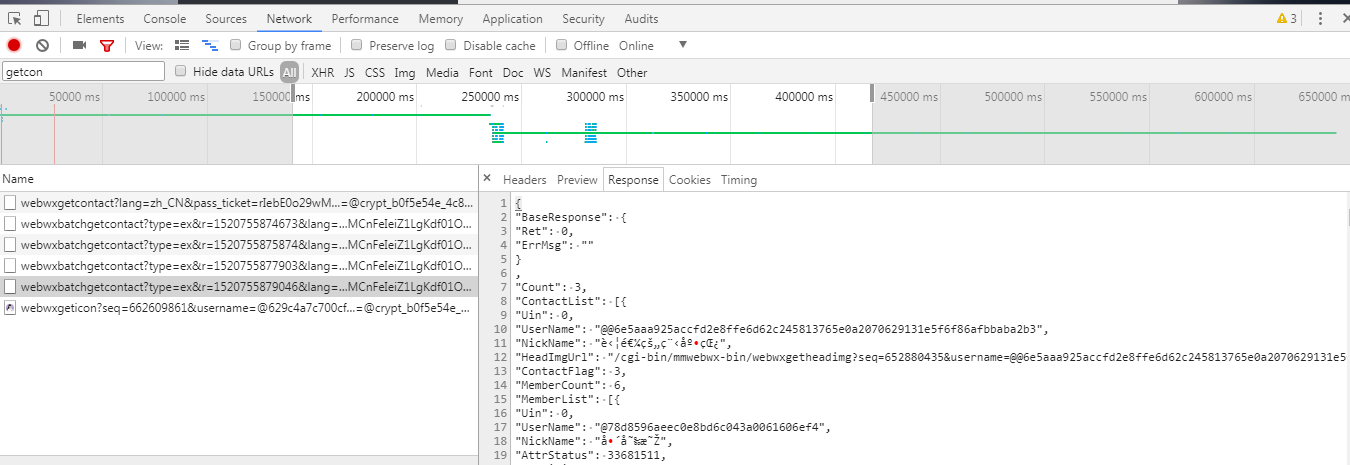 Elements Console Sources Network Performance Memory Application Security Audits 3
View: Group by frame Preserve log Disable cache Offline Online
getcon Hide data URLs All XHR JS CSS Img Media Font Doc WS Manifest Other
50000 ms 100000 ms 150000 ms 200000 ms 250000 ms 300000 ms 350000 ms 400000 ms 450000 ms 500000 ms 550000 ms 600000 ms 650000 m
Name
webwxgetcontact?lang=zh_CN&pass_ticket=rIebE0o29wM...=@crypt_b0f5e54e_4c8...
webwxbatchgetcontact?type=ex&r=1520755874673&lang=...MCnFeIeiZ1LgKdf01O...
webwxbatchgetcontact?type=ex&r=1520755875874&lang=...MCnFeIeiZ1LgKdf01O...
webwxbatchgetcontact?type=ex&r=1520755877903&lang=...MCnFeIeiZ1LgKdf01O...
webwxbatchgetcontact?type=ex&r=1520755879046&lang=...MCnFeIeiZ1LgKdf01O...
webwxgeticon?seq=662609861&username=@629c4a7c700cf...=@crypt_b0f5e54e_...
Headers Preview Response Cookies Timing
1 {
2 "BaseResponse": {
3 "Ret": 0,
4 "ErrMsg": ""
5 }
6 ,
7 "Count": 3,
8 "ContactList": [{
9 "Uin": 0,
10 "UserName": "@@6e5aaa925accfd2e8ffe6d62c245813765e0a2070629131e5f6f86afbbaba2b3",
11 "NickName":
12 "HeadImgUrl": "/cgi-bin/mmwebwx-bin/webwxgetheadimg?seq=652880435&username=@@6e5aaa925accfd2e8ffe6d62c245813765e0a2070629131e5
13 "ContactFlag": 3,
14 "MemberCount": 6,
15 "MemberList": [{
16 "Uin": 0,
17 "UserName": "@78d8596aeec0e8bd6c043a0061606ef4",
18 "NickName":
19 "AttrStatus": 33681511,